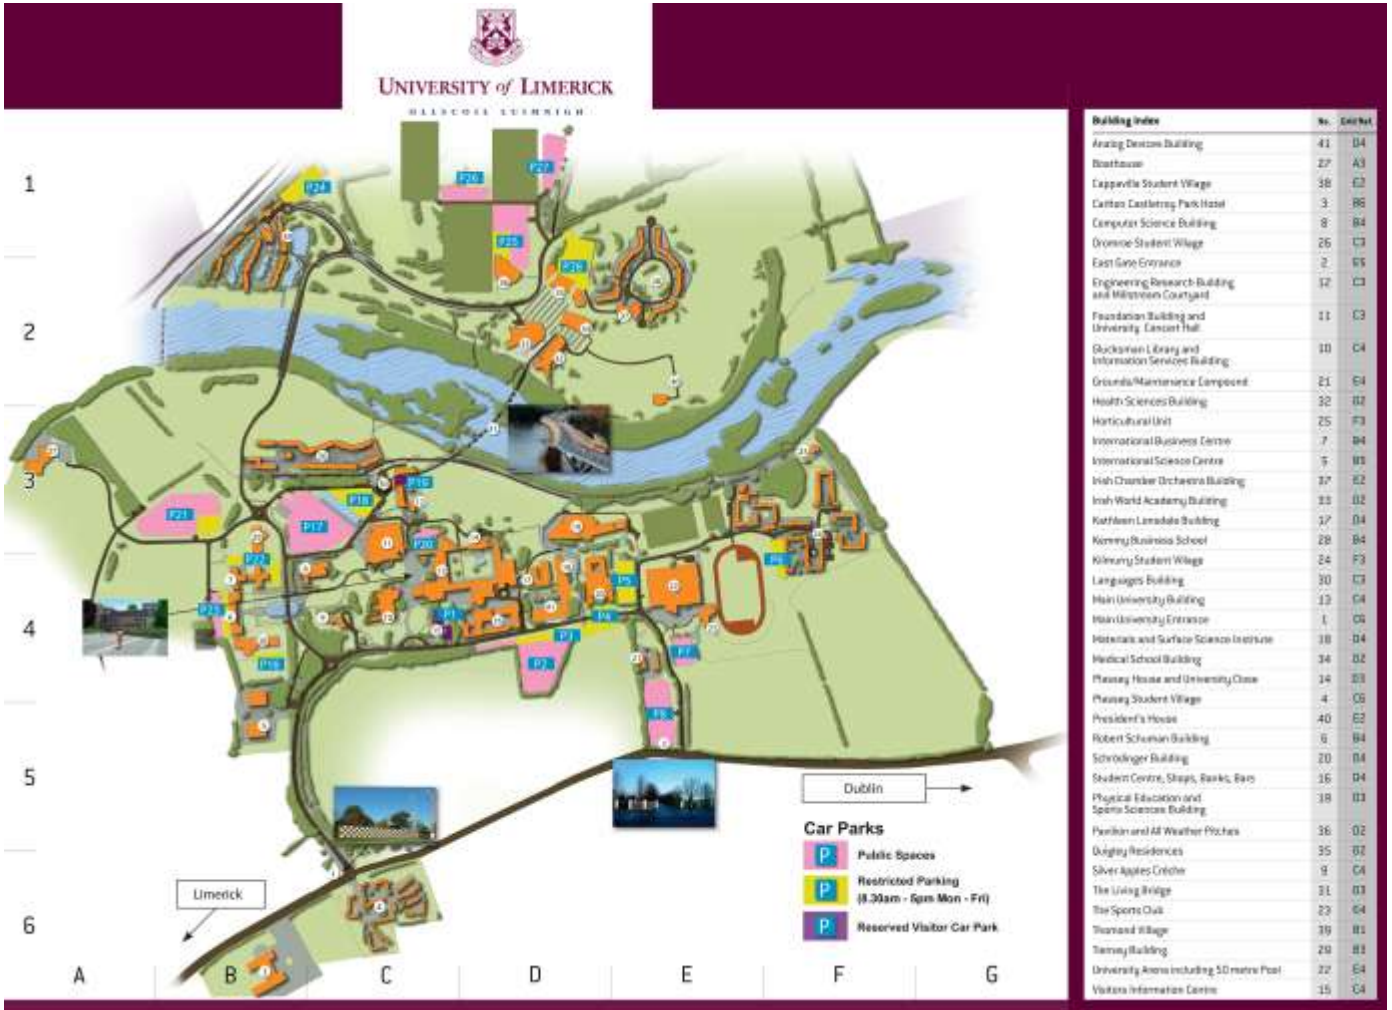 UNIVERSITY of LIMERICK
OLLSCOIL LUIMNIGH
1
2
3
4
5
6
A B C D E F G
P24
P26
P27
P25
P19
P18
P21
P17
P20
P22
P23
P16
P1
P5
P4
P3
P2
P7
Dublin
Limerick
Car Parks
P Public Spaces
P Restricted Parking
(8.30am - 5pm Mon - Fri)
P Reserved Visitor Car Park
Building Index No. Grid Ref.
Analog Devices Building 41 D4
Boathouse 27 A3
Cappavilla Student Village 38 E2
Carlton Castletroy Park Hotel 3 B6
Computer Science Building 8 B4
Dromroe Student Village 26 C3
East Gate Entrance 2 E5
Engineering Research Building
and Millstream Courtyard 12 C3
Foundation Building and
University Concert Hall 11 C3
Glucksman Library and
Information Services Building 10 C4
Grounds/Maintenance Compound 21 E4
Health Sciences Building 32 D2
Horticultural Unit 25 F3
International Business Centre 7 B4
International Science Centre 5 B5
Irish Chamber Orchestra Building 37 E2
Irish World Academy Building 33 D2
Kathleen Lonsdale Building 17 D4
Kemmy Business School 28 B4
Kilmurry Student Village 24 F3
Languages Building 30 C3
Main University Building 13 C4
Main University Entrance 1 C6
Materials and Surface Science Institute 18 D4
Medical School Building 34 D2
Plassey House and University Close 14 D3
Plassey Student Village 4 C6
President's House 40 E2
Robert Schuman Building 6 B4
Schrödinger Building 20 D4
Student Centre, Shops, Banks, Bars 16 D4
Physical Education and
Sports Sciences Building 19 D3
Pavilion and All Weather Pitches 36 D2
Quigley Residences 35 D2
Silver Apples Crèche 9 C4
The Living Bridge 31 D3
The Sports Club 23 E4
Thomond Village 39 B1
Tierney Building 29 B3
University Arena including 50 metre Pool 22 E4
Visitors Information Centre 15 C4